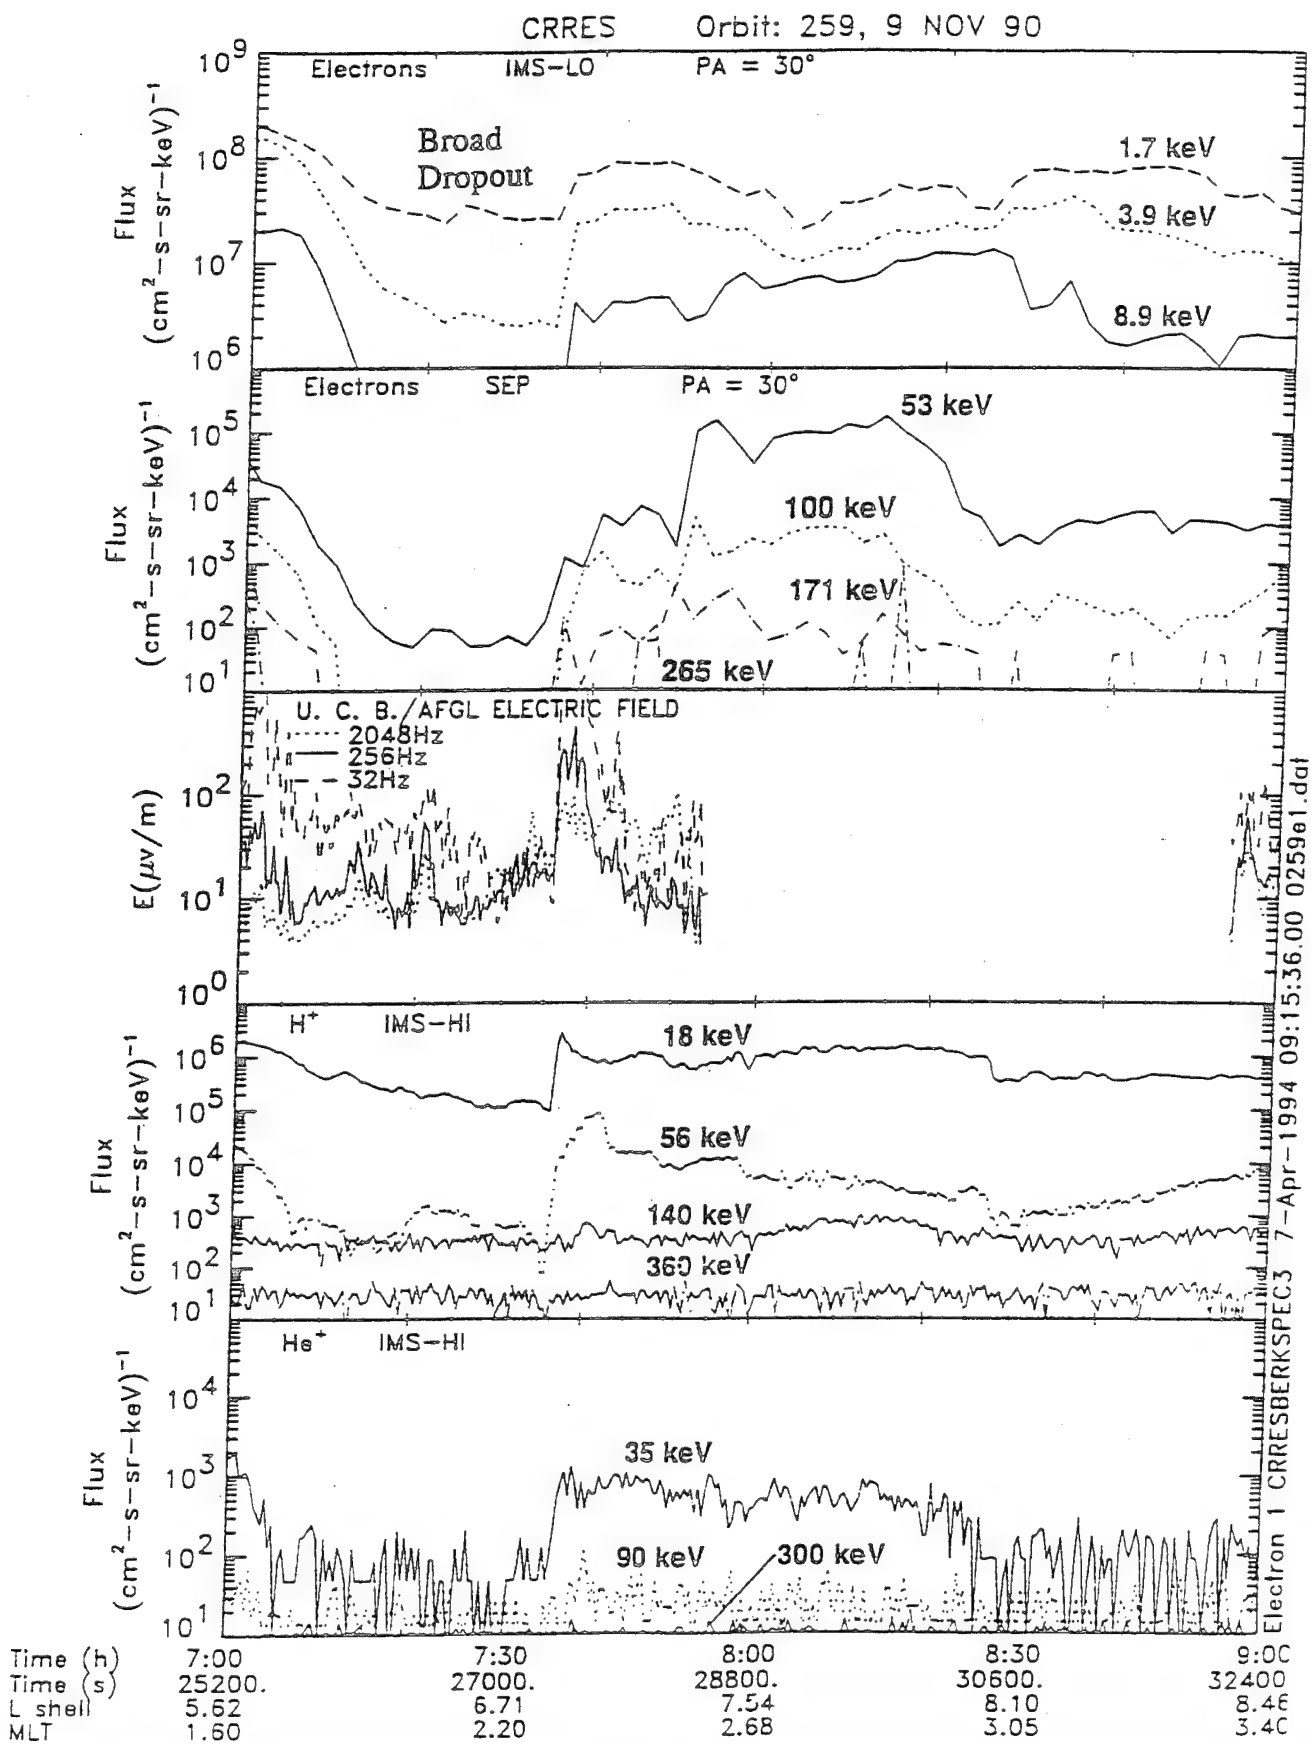 CRRES Orbit: 259, 9 NOV 90
Electrons IMS-LO PA = 30°
Broad
Dropout
1.7 keV
3.9 keV
8.9 keV
10⁹
10⁸
10⁷
10⁶
Flux
(cm²-s-sr-keV)⁻¹
Electrons SEP PA = 30°
53 keV
100 keV
171 keV
265 keV
10⁵
10⁴
10³
10²
10¹
Flux
(cm²-s-sr-keV)⁻¹
U. C. B./AFGL ELECTRIC FIELD
2048Hz
256Hz
32Hz
10²
10¹
10⁰
E(μv/m)
H⁺ IMS-HI
18 keV
56 keV
140 keV
360 keV
10⁶
10⁵
10⁴
10³
10²
10¹
Flux
(cm²-s-sr-keV)⁻¹
He⁺ IMS-HI
35 keV
90 keV
300 keV
10⁴
10³
10²
10¹
Flux
(cm²-s-sr-keV)⁻¹
Time (h) 7:00 7:30 8:00 8:30 9:00
Time (s) 25200. 27000. 28800. 30600. 32400
L shell 5.62 6.71 7.54 8.10 8.46
MLT 1.60 2.20 2.68 3.05 3.40
Electron 1 CRRESBERKSPEC3 7-Apr-1994 09:15:36.00 0259e1.dat